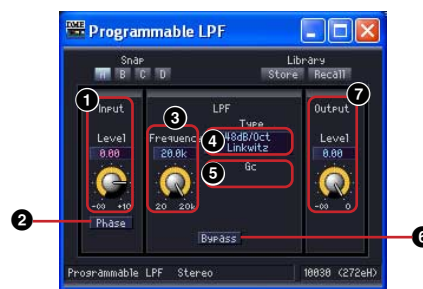 DME Programmable LPF
Snap
Library
A B C D
Store Recall
1 Input
Level
0.00
-∞ +10
2 Phase
LPF
3 Frequency
20.0k
20 20k
Type
4 48dB/Oct
Linkwitz
5 Gc
7 Output
Level
0.00
-∞ 0
Bypass 6
Programmable LPF Stereo 10030 (272eH)